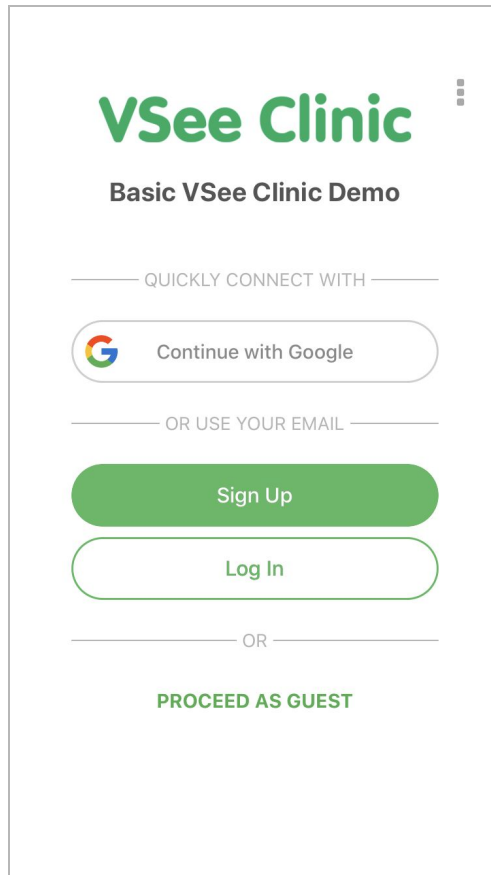 VSee Clinic
Basic VSee Clinic Demo
QUICKLY CONNECT WITH
Continue with Google
OR USE YOUR EMAIL
Sign Up
Log In
OR
PROCEED AS GUEST